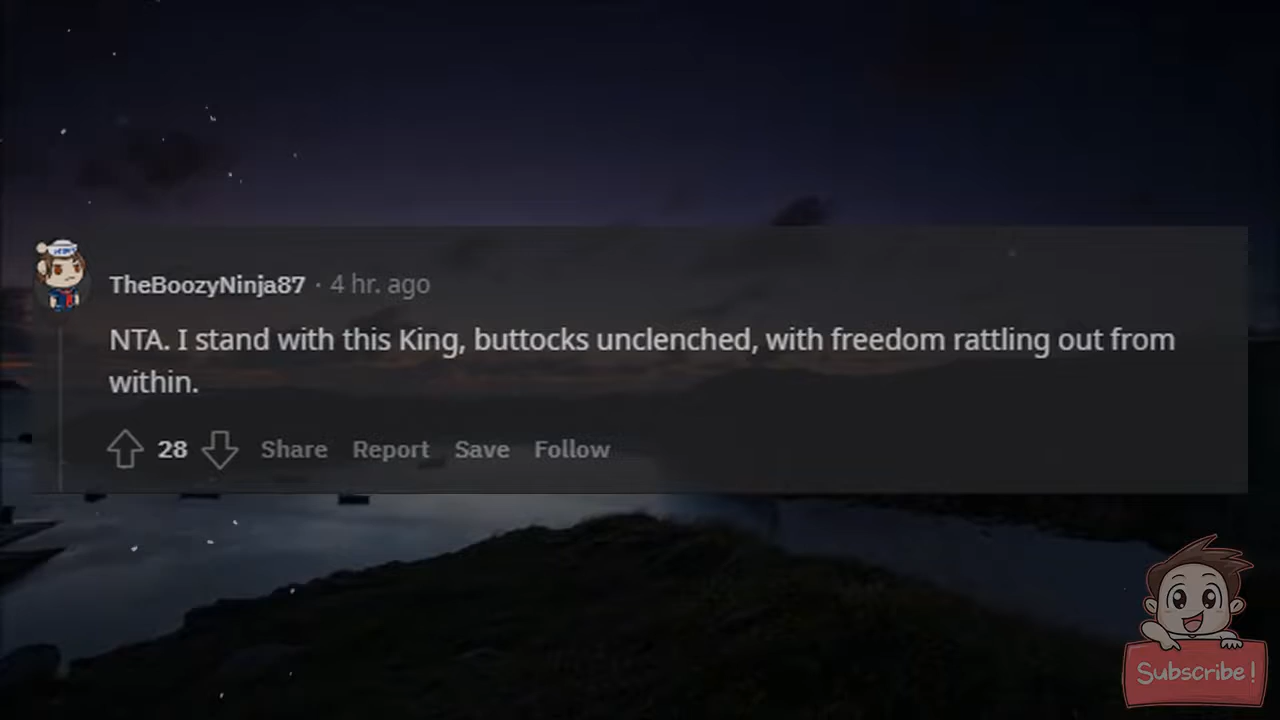 TheBoozyNinja87 · 4 hr. ago
NTA. I stand with this King, buttocks unclenched, with freedom rattling out from
within.
28 Share Report Save Follow
Subscribe!